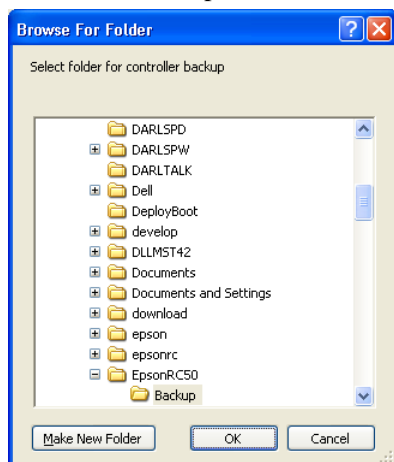 Browse For Folder
Select folder for controller backup
DARLSPD
DARLSPW
DARLTALK
Dell
DeployBoot
develop
DLLMST42
Documents
Documents and Settings
download
epson
epsonrc
EpsonRC50
Backup
Make New Folder OK Cancel